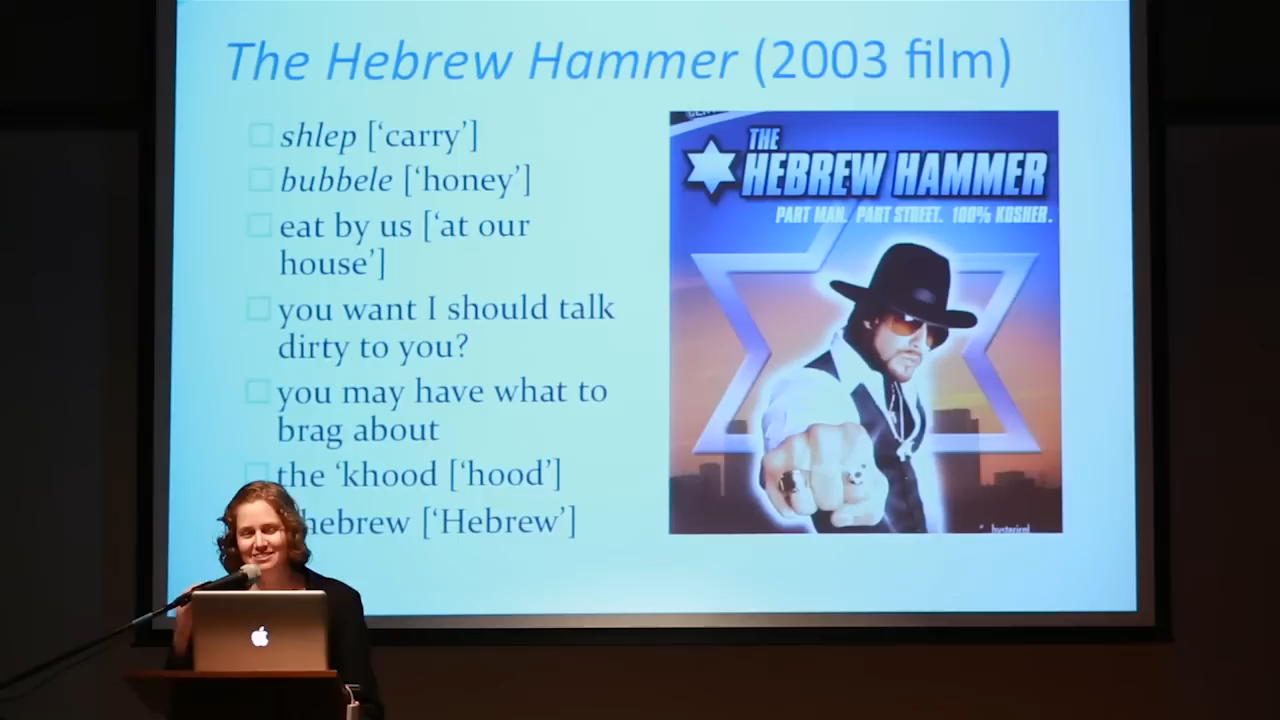 The Hebrew Hammer (2003 film)
shlep [‘carry’]
bubbele [‘honey’]
eat by us [‘at our
house’]
you want I should talk
dirty to you?
you may have what to
brag about
the ‘khood [‘hood’]
hebrew [‘Hebrew’]
THE
HEBREW HAMMER
PART MAN. PART STREET. 100% KOSHER.